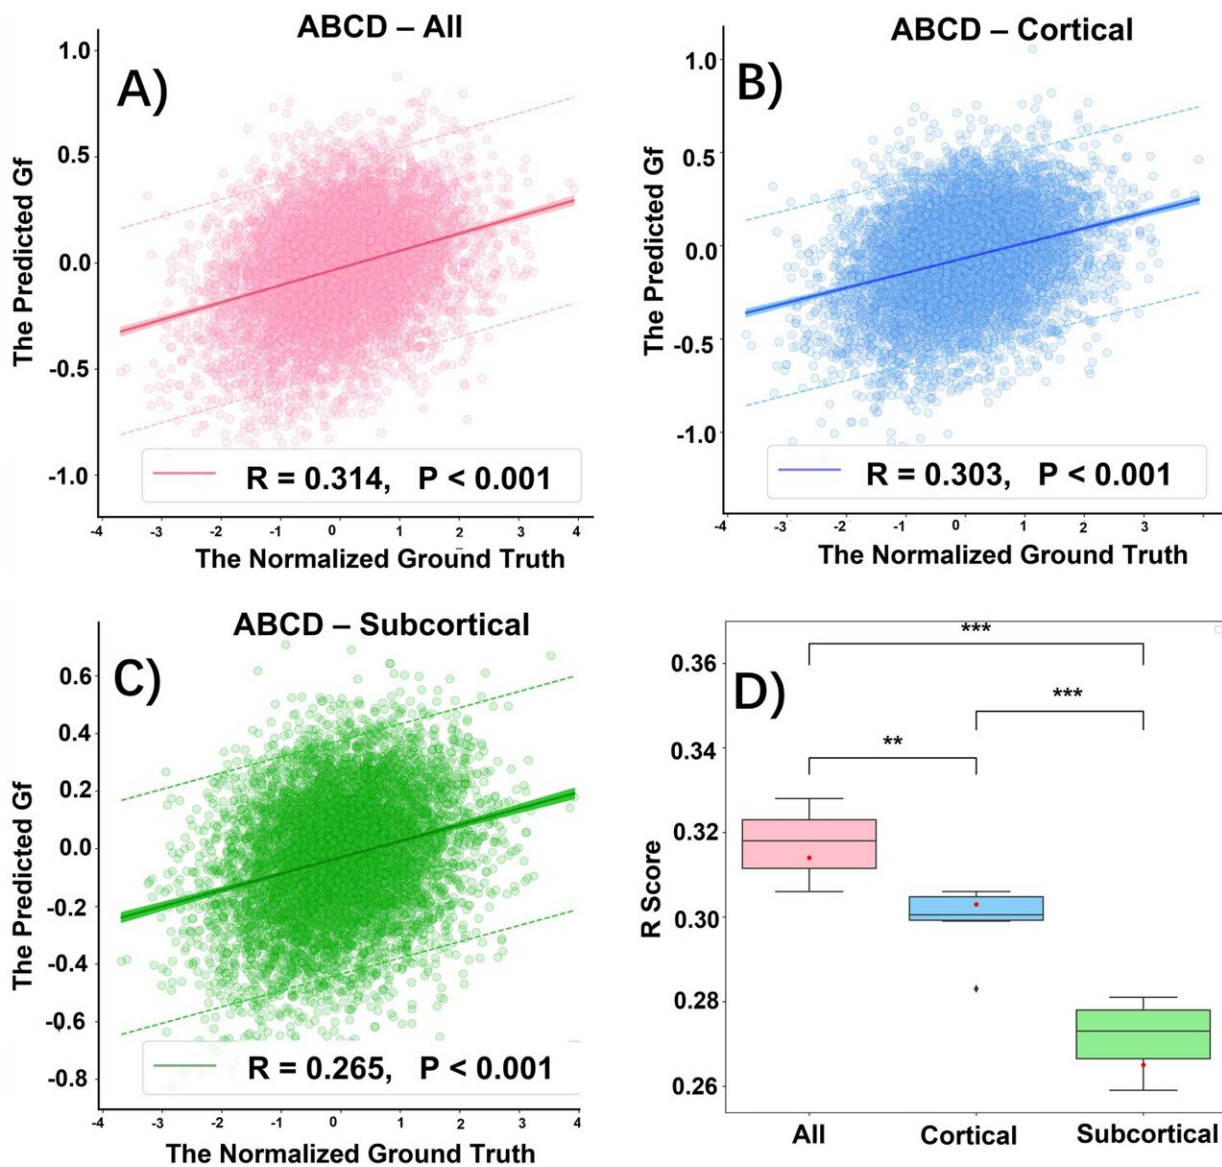 ABCD – All
A)
The Predicted Gf
1.0
0.5
0.0
-0.5
-1.0
R = 0.314, P < 0.001
-4 -3 -2 -1 0 1 2 3 4
The Normalized Ground Truth
ABCD – Cortical
B)
The Predicted Gf
1.0
0.5
0.0
-0.5
-1.0
R = 0.303, P < 0.001
-4 -3 -2 -1 0 1 2 3
The Normalized Ground Truth
ABCD – Subcortical
C)
The Predicted Gf
0.6
0.4
0.2
0.0
-0.2
-0.4
-0.6
-0.8
R = 0.265, P < 0.001
-4 -3 -2 -1 0 1 2 3 4
The Normalized Ground Truth
D)
R Score
***
***
**
0.36
0.34
0.32
0.30
0.28
0.26
All Cortical Subcortical